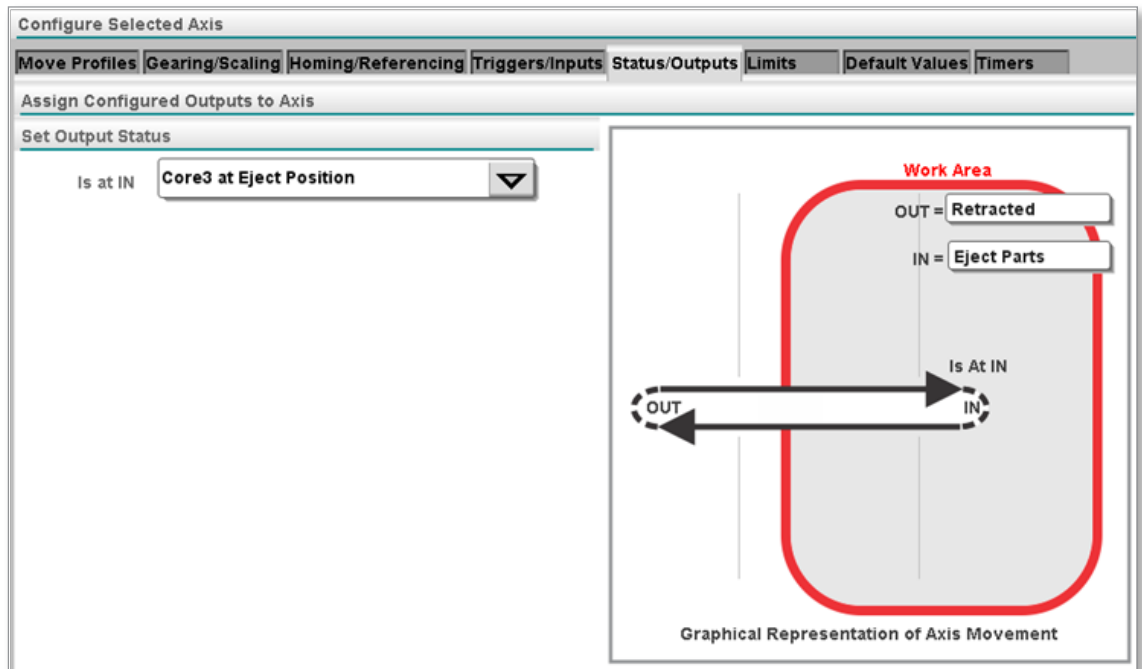 Configure Selected Axis
Move Profiles Gearing/Scaling Homing/Referencing Triggers/Inputs Status/Outputs Limits Default Values Timers
Assign Configured Outputs to Axis
Set Output Status
Is at IN Core3 at Eject Position
Work Area
OUT = Retracted
IN = Eject Parts
Is At IN
OUT IN
Graphical Representation of Axis Movement